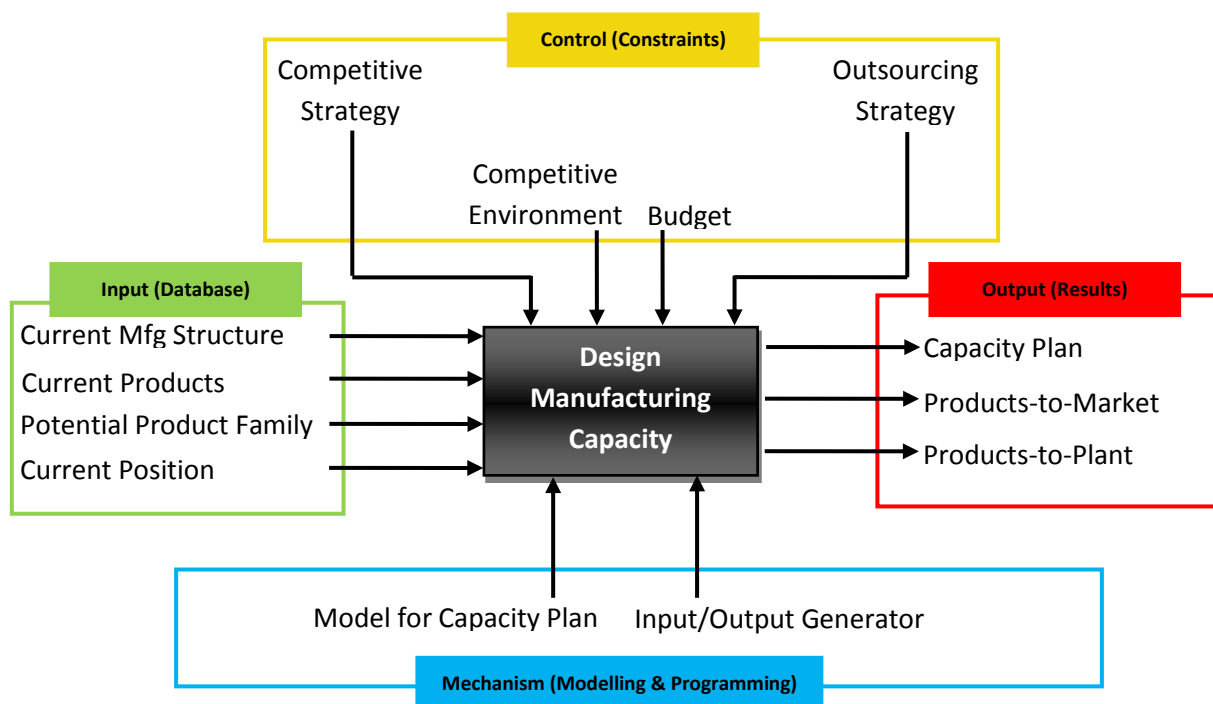 Control (Constraints)
Competitive
Strategy
Outsourcing
Strategy
Competitive
Environment
Budget
Input (Database)
Current Mfg Structure
Current Products
Potential Product Family
Current Position
Design
Manufacturing
Capacity
Output (Results)
Capacity Plan
Products-to-Market
Products-to-Plant
Model for Capacity Plan
Input/Output Generator
Mechanism (Modelling & Programming)